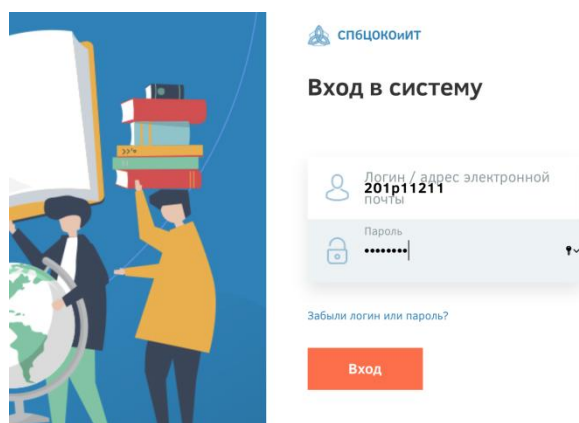 СПбЦОКОиИТ
Вход в систему
Логин / адрес электронной
201p11211
почты
Пароль
••••••••
Забыли логин или пароль?
Вход